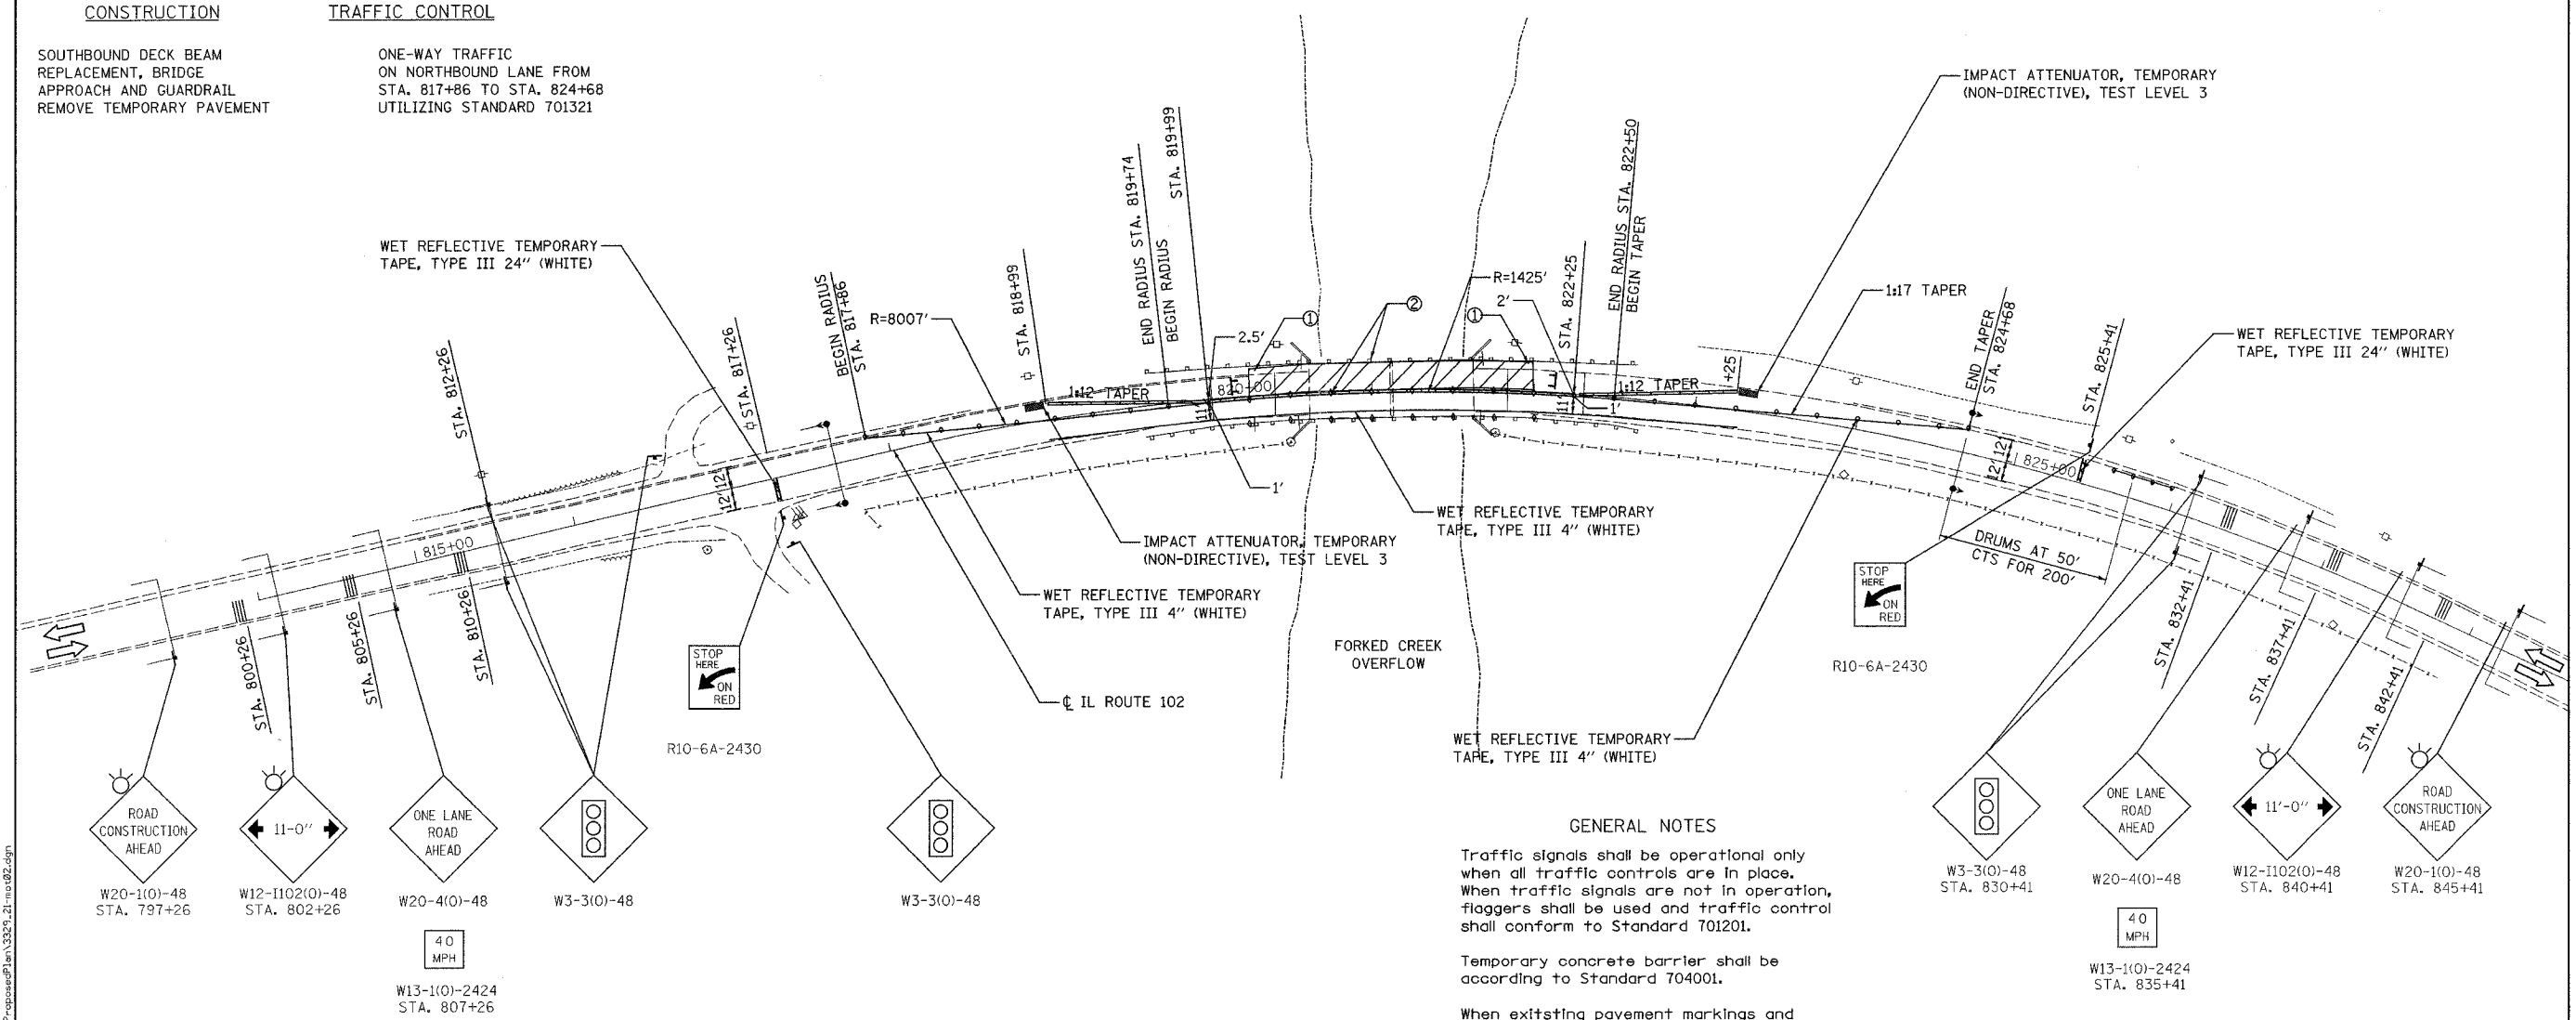 CONSTRUCTION
SOUTHBOUND DECK BEAM
REPLACEMENT, BRIDGE
APPROACH AND GUARDRAIL
REMOVE TEMPORARY PAVEMENT
TRAFFIC CONTROL
ONE-WAY TRAFFIC
ON NORTHBOUND LANE FROM
STA. 817+86 TO STA. 824+68
UTILIZING STANDARD 701321
IMPACT ATTENUATOR, TEMPORARY
(NON-DIRECTIVE), TEST LEVEL 3
WET REFLECTIVE TEMPORARY
TAPE, TYPE III 24" (WHITE)
STA. 812+26
STA. 817+26
BEGIN RADIUS
STA. 817+86
R=8007'
STA. 818+99
END RADIUS STA. 819+74
BEGIN RADIUS
STA. 819+99
2.5'
1
2
1
R=1425'
2'
STA. 822+25
END RADIUS STA. 822+50
BEGIN TAPER
+25
1:17 TAPER
END TAPER
STA. 824+68
STA. 825+41
WET REFLECTIVE TEMPORARY
TAPE, TYPE III 24" (WHITE)
1:12 TAPER
820+00
11'
11'
1'
1:12 TAPER
1'
12' 12'
12' 12'
815+00
825+00
WET REFLECTIVE TEMPORARY
TAPE, TYPE III 4" (WHITE)
IMPACT ATTENUATOR, TEMPORARY
(NON-DIRECTIVE), TEST LEVEL 3
WET REFLECTIVE TEMPORARY
TAPE, TYPE III 4" (WHITE)
DRUMS AT 50'
CTS FOR 200'
STA. 800+26
STA. 805+26
STA. 810+26
STOP
HERE
ON
RED
R10-6A-2430
℄ IL ROUTE 102
FORKED CREEK
OVERFLOW
WET REFLECTIVE TEMPORARY
TAPE, TYPE III 4" (WHITE)
STOP
HERE
ON
RED
R10-6A-2430
STA. 832+41
STA. 837+41
STA. 842+41
ROAD
CONSTRUCTION
AHEAD
W20-1(O)-48
STA. 797+26
11-0"
W12-I102(O)-48
STA. 802+26
ONE LANE
ROAD
AHEAD
W20-4(O)-48
40
MPH
W13-1(O)-2424
STA. 807+26
W3-3(O)-48
W3-3(O)-48
GENERAL NOTES
Traffic signals shall be operational only
when all traffic controls are in place.
When traffic signals are not in operation,
flaggers shall be used and traffic control
shall conform to Standard 701201.
Temporary concrete barrier shall be
according to Standard 704001.
When exitsting pavement markings and
W3-3(O)-48
STA. 830+41
ONE LANE
ROAD
AHEAD
W20-4(O)-48
40
MPH
W13-1(O)-2424
STA. 835+41
11'-0"
W12-I102(O)-48
STA. 840+41
ROAD
CONSTRUCTION
AHEAD
W20-1(O)-48
STA. 845+41
ProposedPlan\3329_21-mot02.dgn